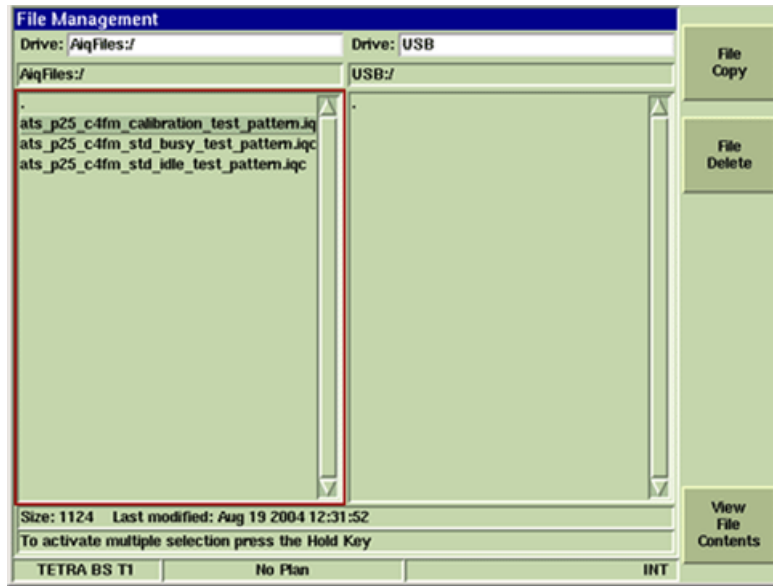 File Management
Drive: AiqFiles:/
Drive: USB
AiqFiles:/
USB:/
.
ats_p25_c4fm_calibration_test_pattern.iq
ats_p25_c4fm_std_busy_test_pattern.iqc
ats_p25_c4fm_std_idle_test_pattern.iqc
.
Size: 1124 Last modified: Aug 19 2004 12:31:52
To activate multiple selection press the Hold Key
TETRA BS T1
No Plan
INT
File
Copy
File
Delete
View
File
Contents